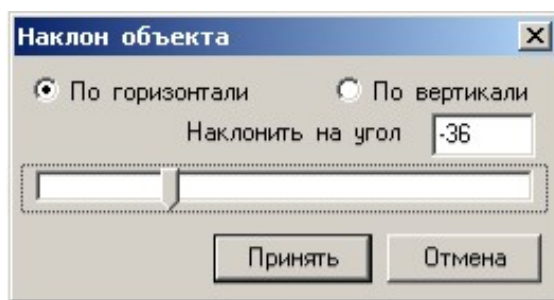 Наклон объекта
По горизонтали По вертикали
Наклонить на угол -36
Принять Отмена